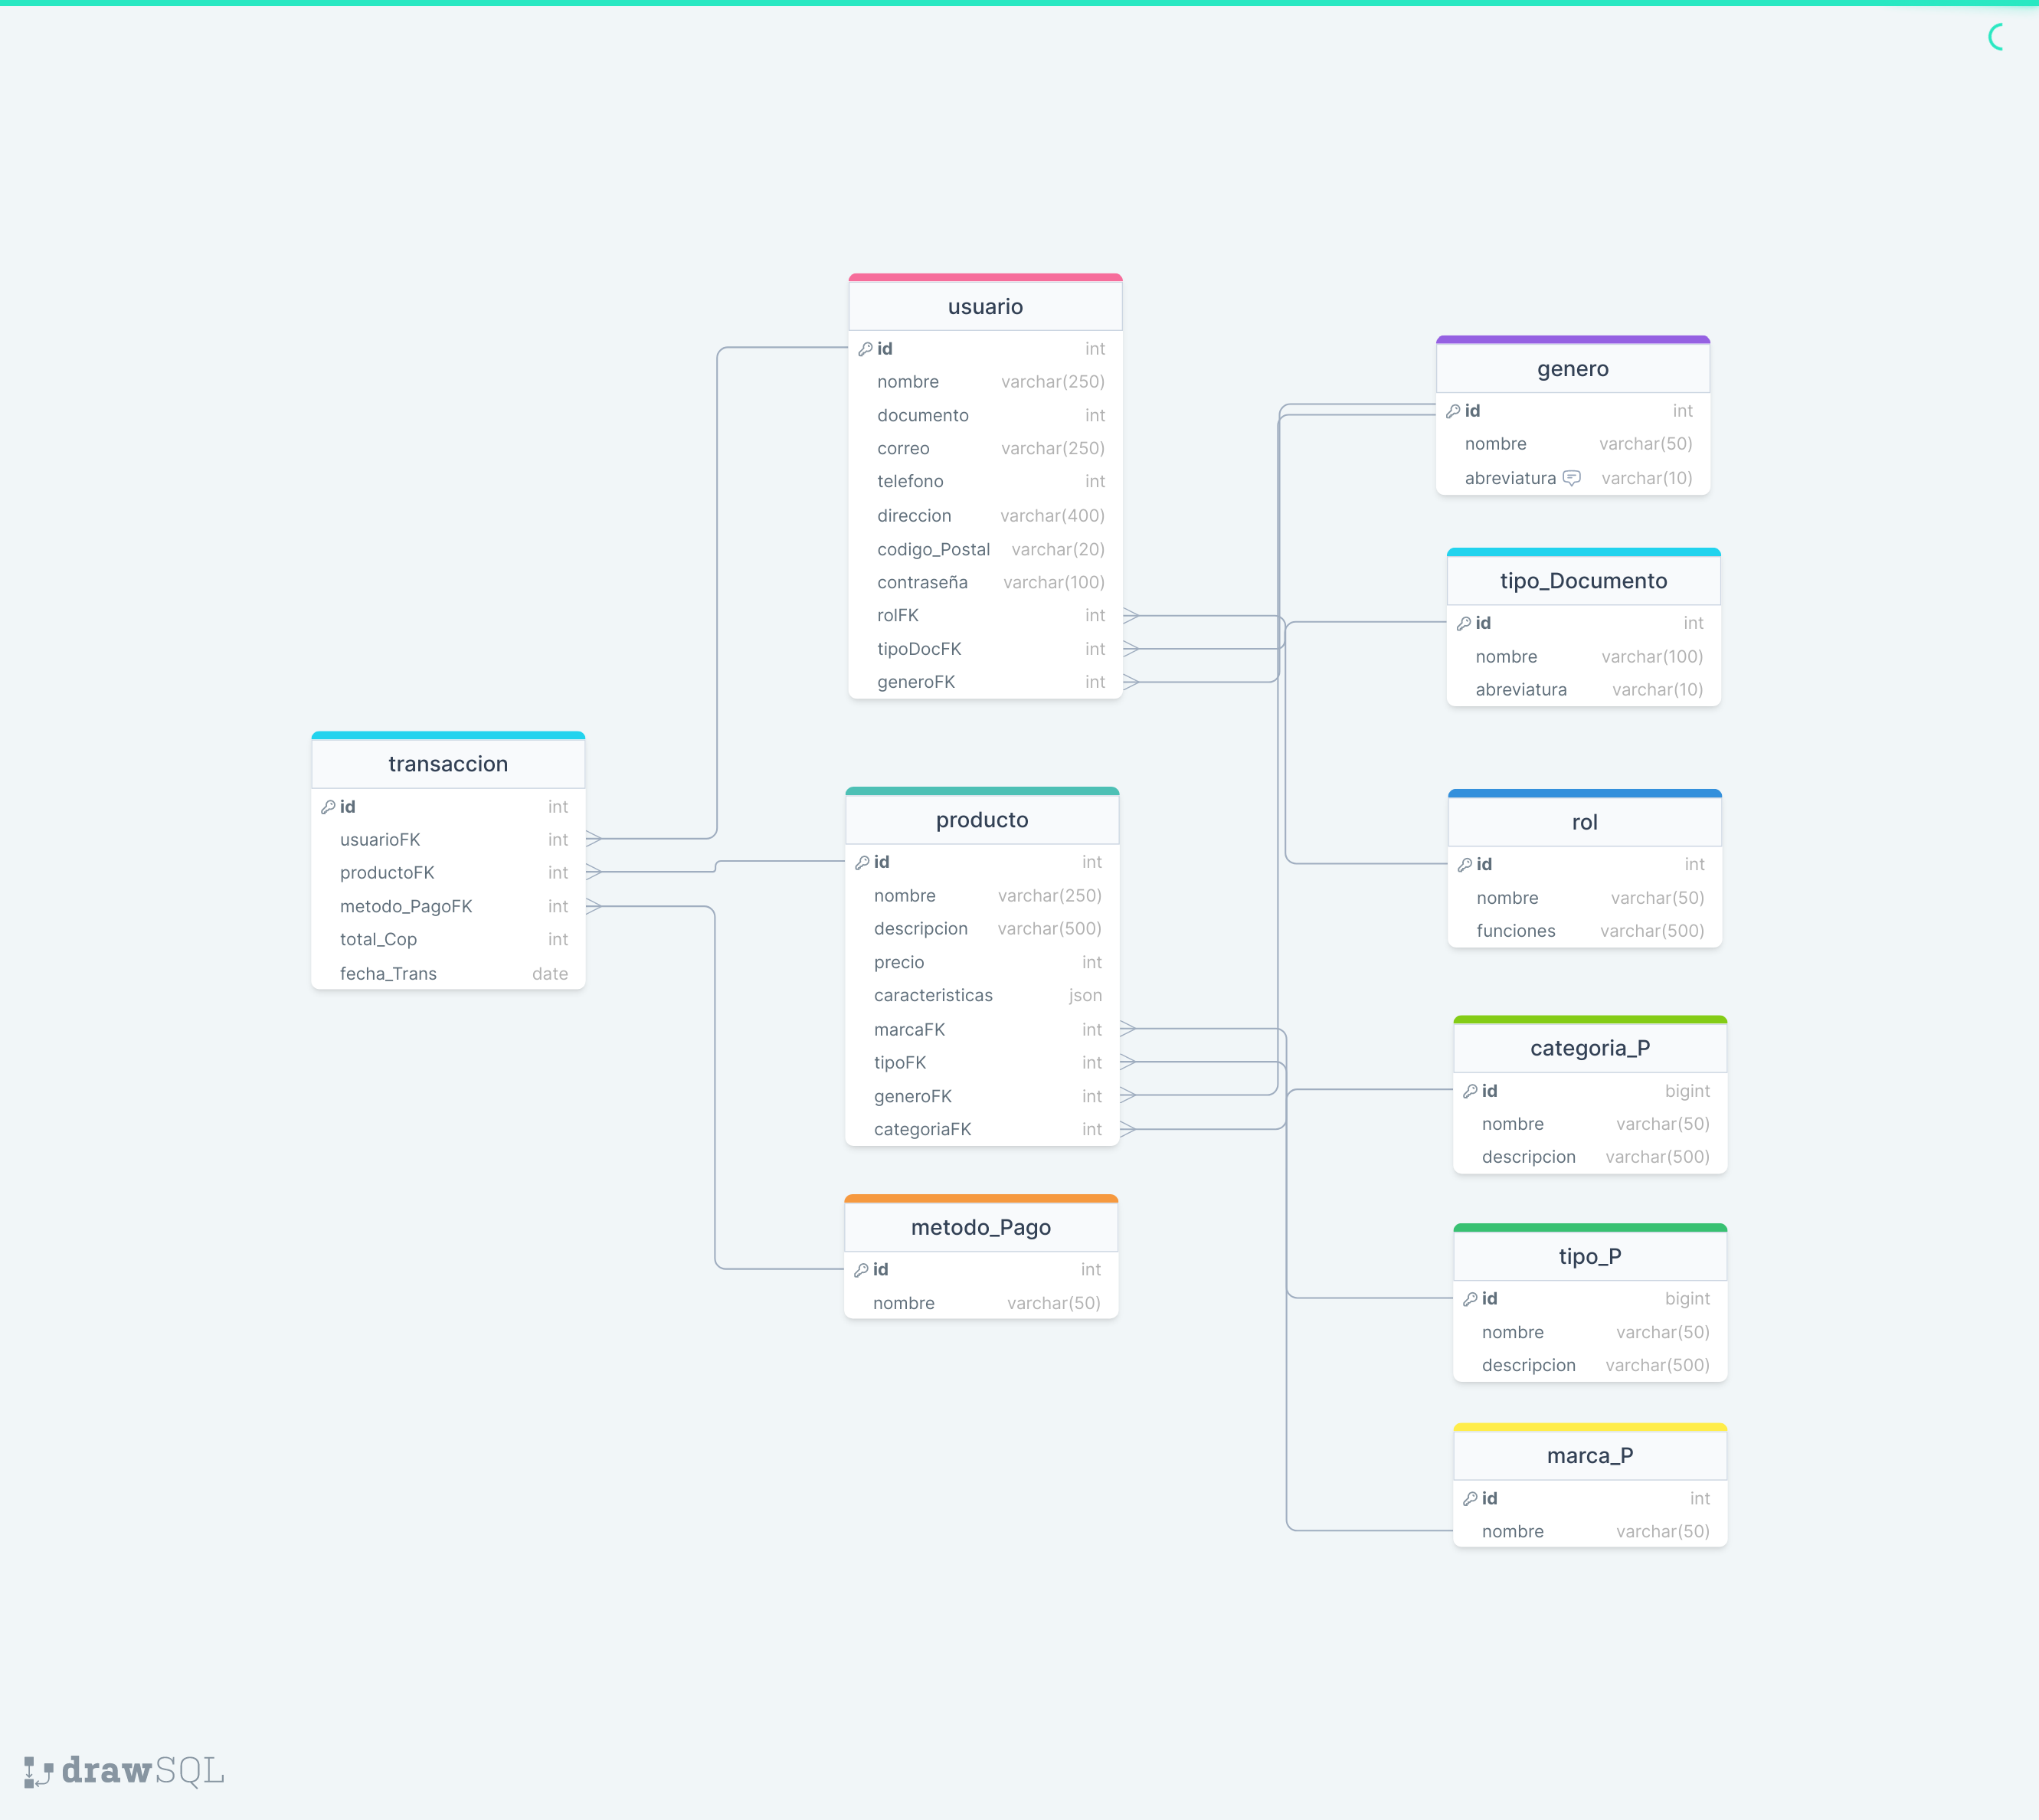 usuario
id int
nombre varchar(250)
documento int
correo varchar(250)
telefono int
direccion varchar(400)
codigo_Postal varchar(20)
contraseña varchar(100)
rolFK int
tipoDocFK int
generoFK int
genero
id int
nombre varchar(50)
abreviatura varchar(10)
tipo_Documento
id int
nombre varchar(100)
abreviatura varchar(10)
transaccion
id int
usuarioFK int
productoFK int
metodo_PagoFK int
total_Cop int
fecha_Trans date
producto
id int
nombre varchar(250)
descripcion varchar(500)
precio int
caracteristicas json
marcaFK int
tipoFK int
generoFK int
categoriaFK int
rol
id int
nombre varchar(50)
funciones varchar(500)
categoria_P
id bigint
nombre varchar(50)
descripcion varchar(500)
metodo_Pago
id int
nombre varchar(50)
tipo_P
id bigint
nombre varchar(50)
descripcion varchar(500)
marca_P
id int
nombre varchar(50)
drawSQL